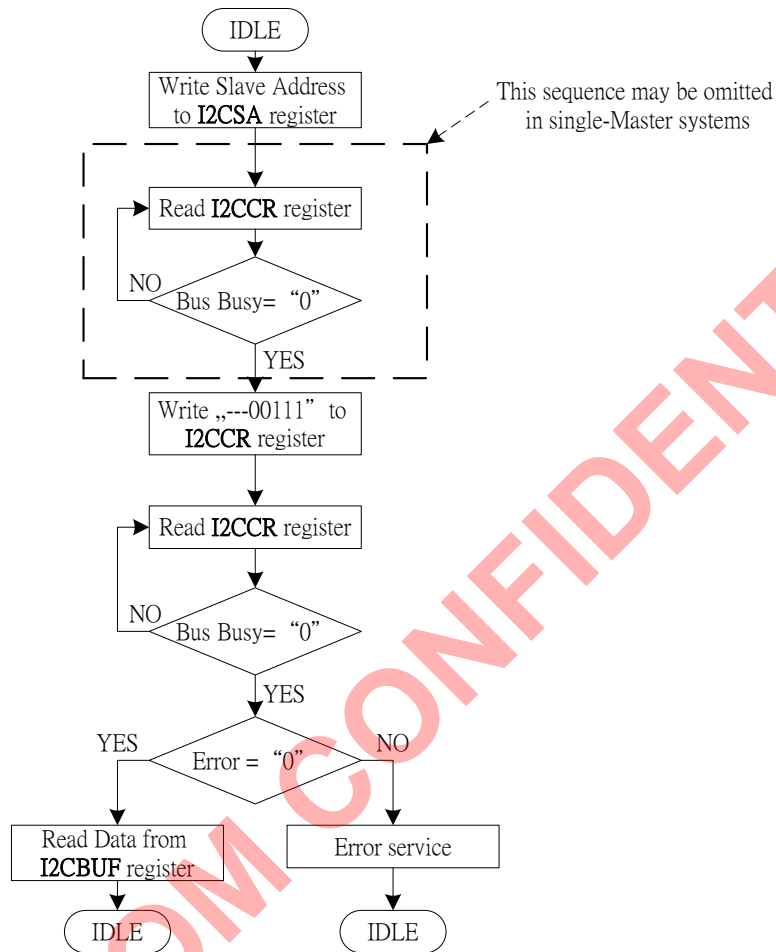 IDLE
Write Slave Address
to I2CSA register
This sequence may be omitted
in single-Master systems
Read I2CCR register
NO
Bus Busy= “0”
YES
Write „---00111” to
I2CCR register
Read I2CCR register
NO
Bus Busy= “0”
YES
YES
Error = “0”
NO
Read Data from
I2CBUF register
Error service
IDLE
IDLE
OM CONFIDENT